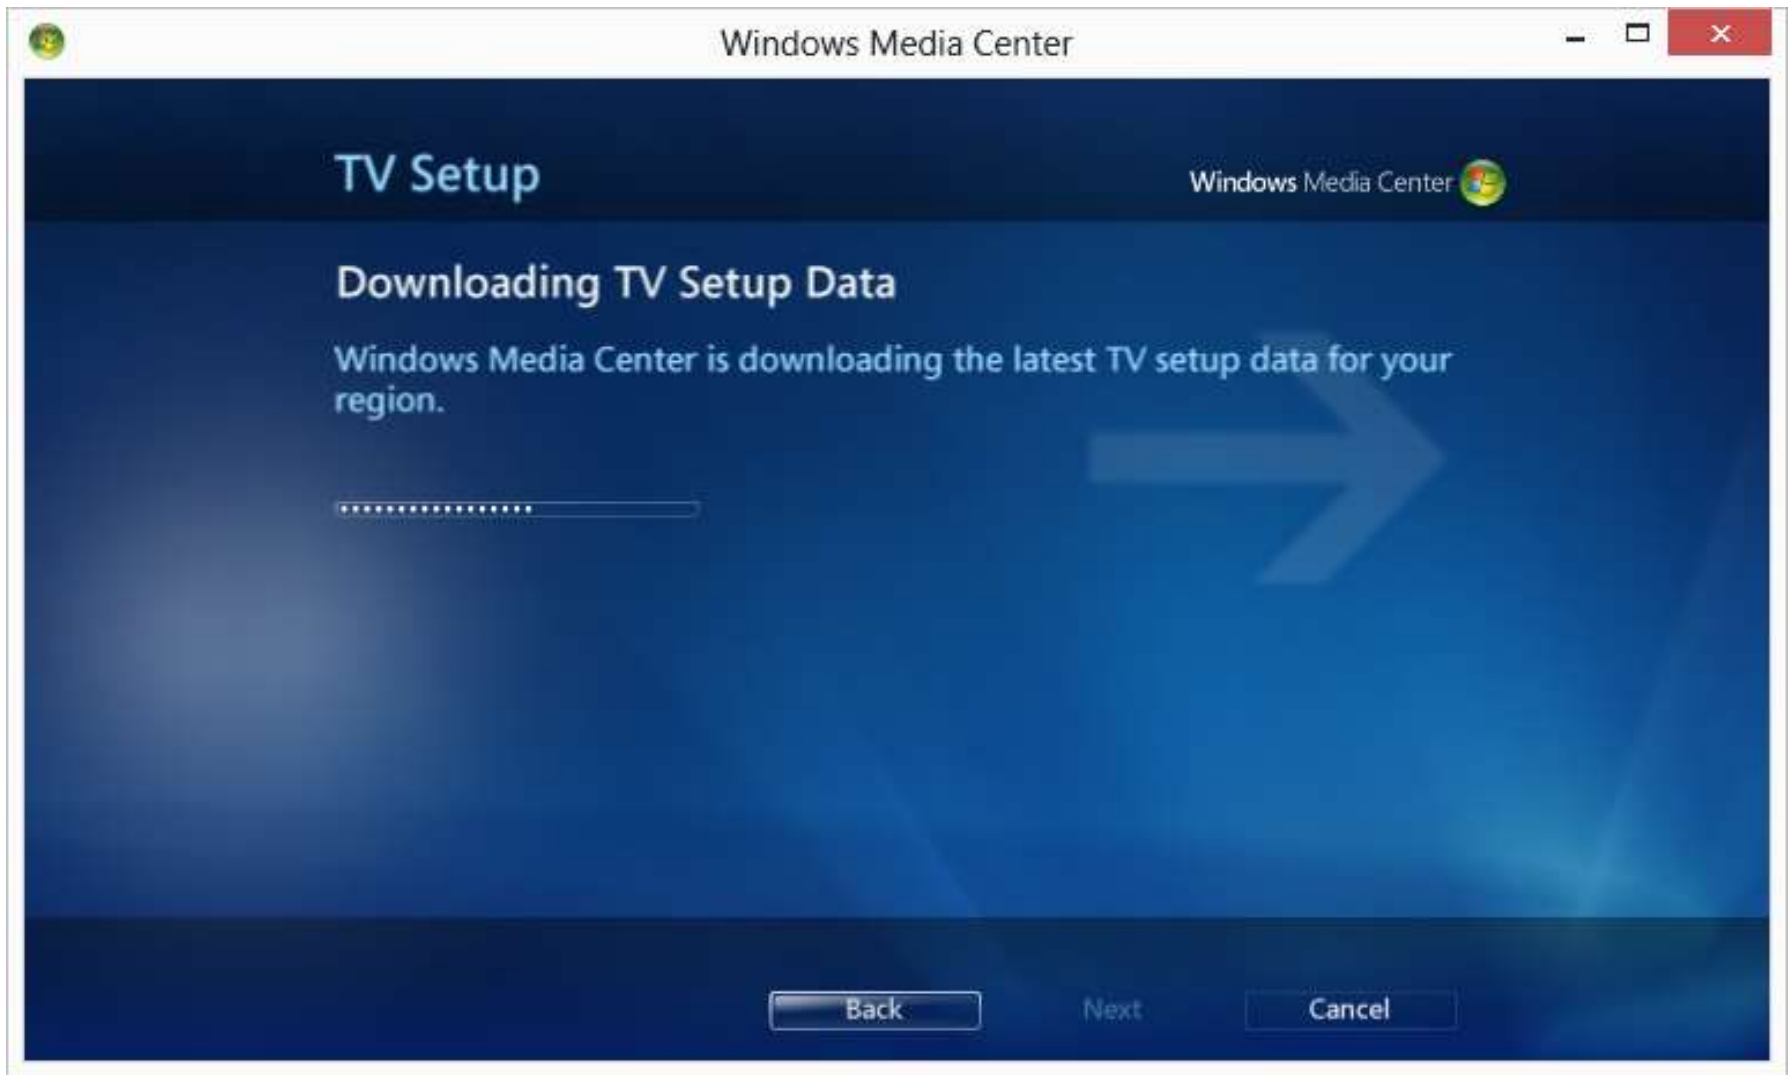 Windows Media Center
TV Setup
Windows Media Center
Downloading TV Setup Data
Windows Media Center is downloading the latest TV setup data for your
region.
Back
Next
Cancel